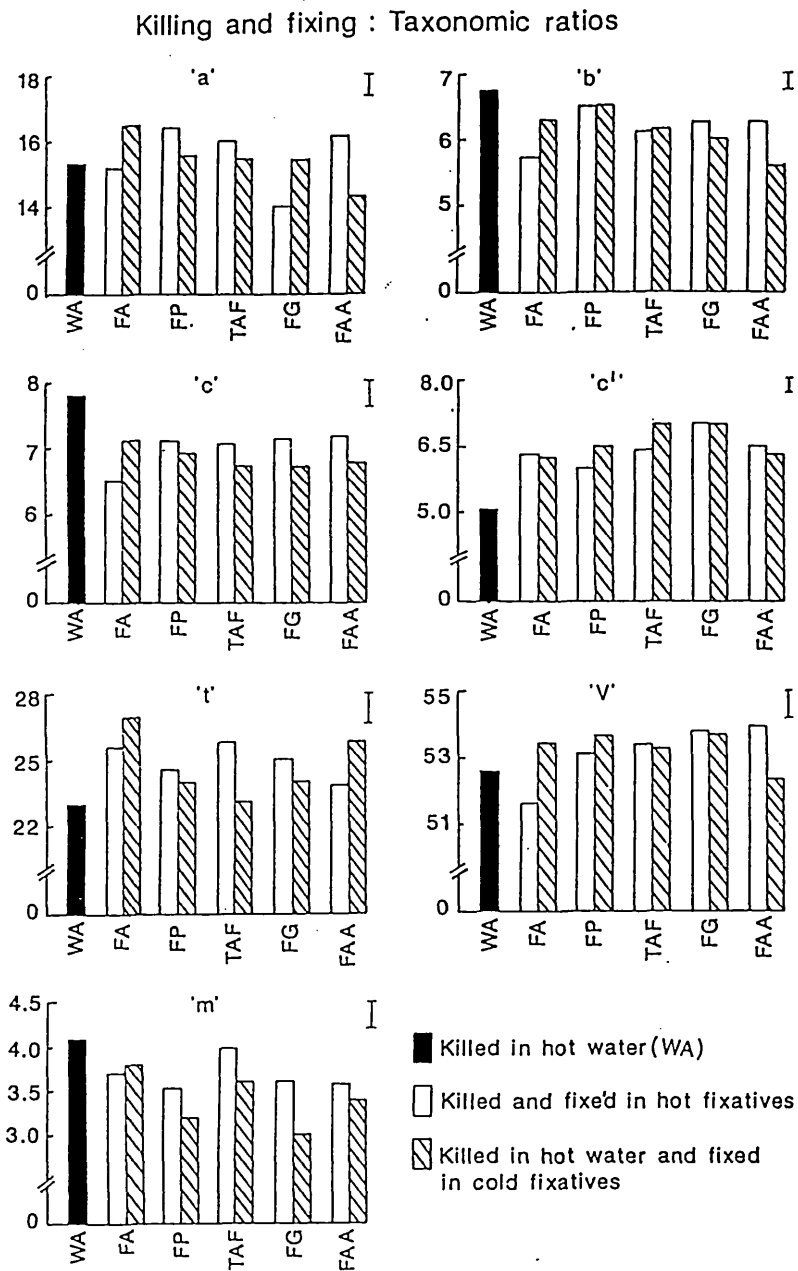 Killing and fixing : Taxonomic ratios
'a'
18
16
14
0
WA
FA
FP
TAF
FG
FAA
'b'
7
6
5
0
WA
FA
FP
TAF
FG
FAA
'c'
8
7
6
0
WA
FA
FP
TAF
FG
FAA
'c''
8.0
6.5
5.0
0
WA
FA
FP
TAF
FG
FAA
't'
28
25
22
0
WA
FA
FP
TAF
FG
FAA
'V'
55
53
51
0
WA
FA
FP
TAF
FG
FAA
'm'
4.5
4.0
3.5
3.0
0
WA
FA
FP
TAF
FG
FAA
Killed in hot water (WA)
Killed and fixed in hot fixatives
Killed in hot water and fixed
in cold fixatives